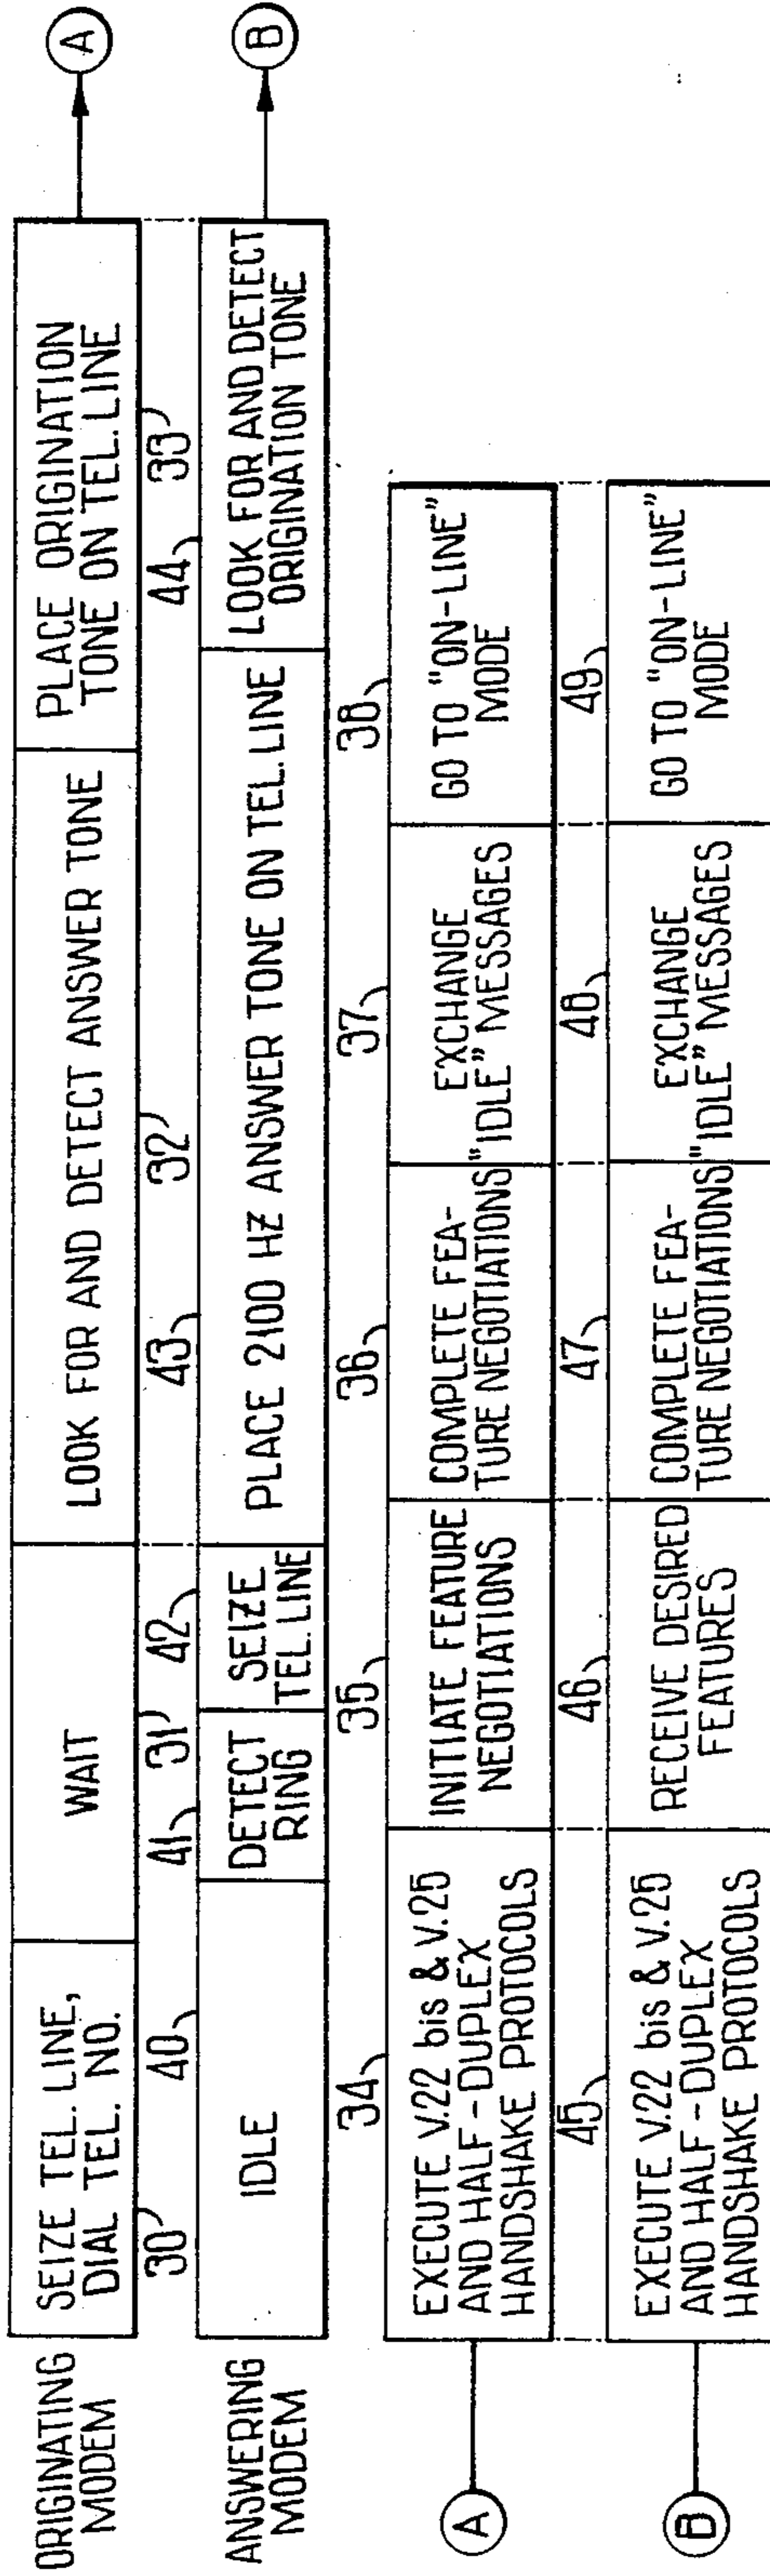 ORIGINATING
MODEM
SEIZE TEL. LINE,
DIAL TEL. NO.
WAIT
LOOK FOR AND DETECT ANSWER TONE
PLACE ORIGINATION
TONE ON TEL. LINE
A
30
31
32
33
40
41
42
43
44
ANSWERING
MODEM
IDLE
DETECT
RING
SEIZE
TEL. LINE
PLACE 2100 HZ ANSWER TONE ON TEL. LINE
LOOK FOR AND DETECT
ORIGINATION TONE
B
34
35
36
37
38
A
EXECUTE V.22 bis & V.25
AND HALF-DUPLEX
HANDSHAKE PROTOCOLS
INITIATE FEATURE
NEGOTIATIONS
COMPLETE FEA-
TURE NEGOTIATIONS
EXCHANGE
"IDLE" MESSAGES
GO TO "ON-LINE"
MODE
45
46
47
48
49
B
EXECUTE V.22 bis & V.25
AND HALF-DUPLEX
HANDSHAKE PROTOCOLS
RECEIVE DESIRED
FEATURES
COMPLETE FEA-
TURE NEGOTIATIONS
EXCHANGE
"IDLE" MESSAGES
GO TO "ON-LINE"
MODE